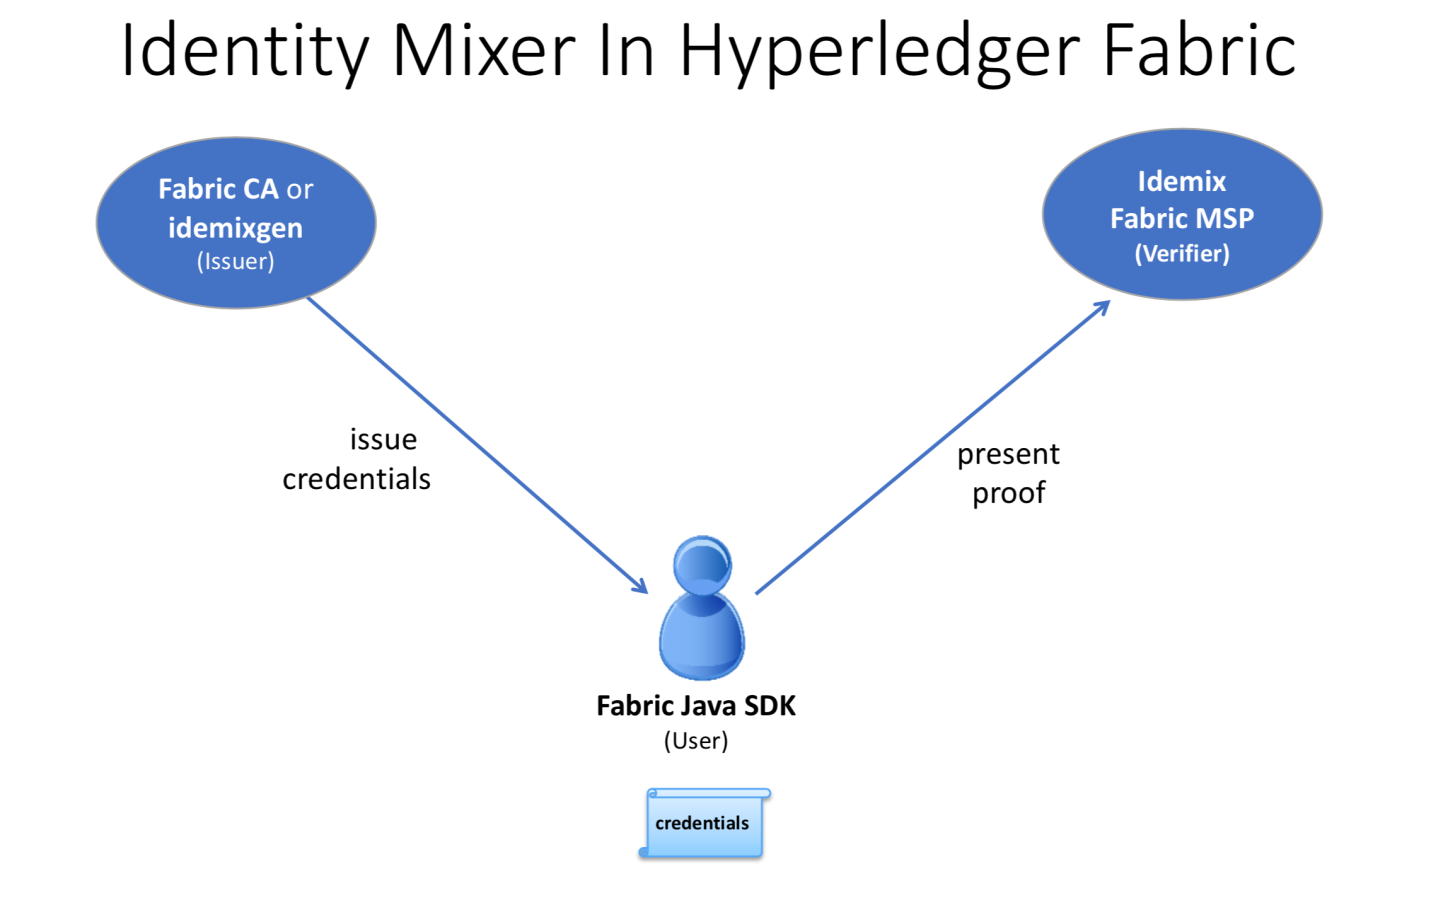 Identity Mixer In Hyperledger Fabric
Fabric CA or
idemixgen
(Issuer)
Idemix
Fabric MSP
(Verifier)
issue
credentials
present
proof
Fabric Java SDK
(User)
credentials